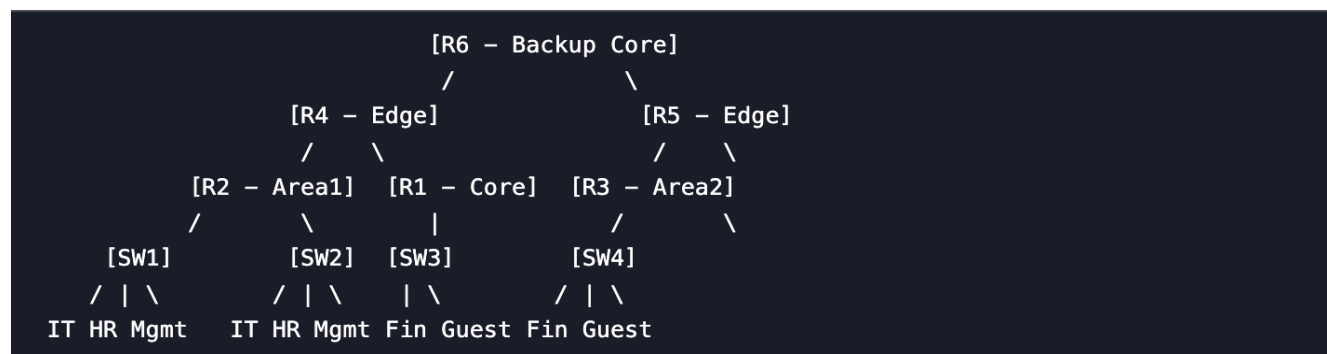 [R6 – Backup Core]
/ \
[R4 – Edge] [R5 – Edge]
/ \ / \
[R2 – Area1] [R1 – Core] [R3 – Area2]
/ \ | / \
[SW1] [SW2] [SW3] [SW4]
/ | \ / | \ | \ / | \
IT HR Mgmt IT HR Mgmt Fin Guest Fin Guest